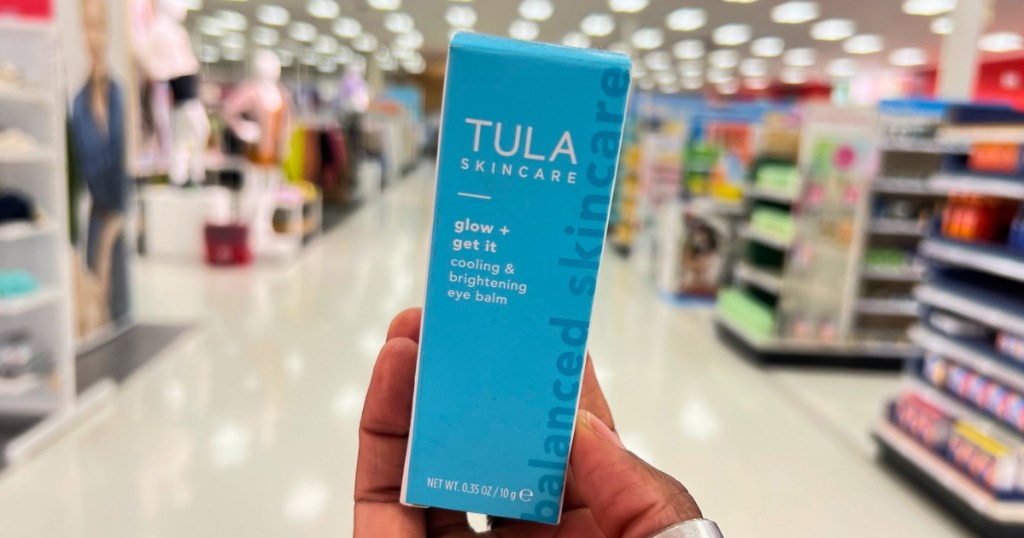 TULA
SKINCARE
glow +
get it
cooling &
brightening
eye balm
NET WT. 0.35 OZ / 10 g ℮
balanced skincare